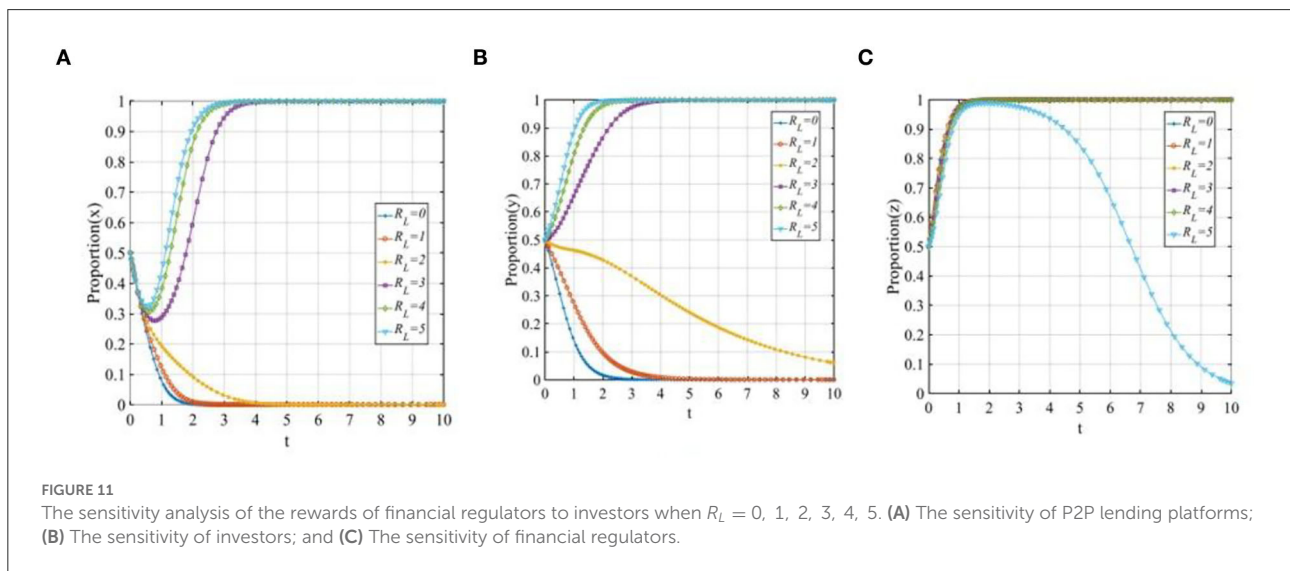 A
B
C
Proportion(x)
1
0.9
0.8
0.7
0.6
0.5
0.4
0.3
0.2
0.1
0
0 1 2 3 4 5 6 7 8 9 10
t
R_L=0
R_L=1
R_L=2
R_L=3
R_L=4
R_L=5
Proportion(y)
1
0.9
0.8
0.7
0.6
0.5
0.4
0.3
0.2
0.1
0
0 1 2 3 4 5 6 7 8 9 10
t
R_L=0
R_L=1
R_L=2
R_L=3
R_L=4
R_L=5
Proportion(z)
1
0.9
0.8
0.7
0.6
0.5
0.4
0.3
0.2
0.1
0
0 1 2 3 4 5 6 7 8 9 10
t
R_L=0
R_L=1
R_L=2
R_L=3
R_L=4
R_L=5
FIGURE 11
The sensitivity analysis of the rewards of financial regulators to investors when R_L = 0, 1, 2, 3, 4, 5. (A) The sensitivity of P2P lending platforms;
(B) The sensitivity of investors; and (C) The sensitivity of financial regulators.